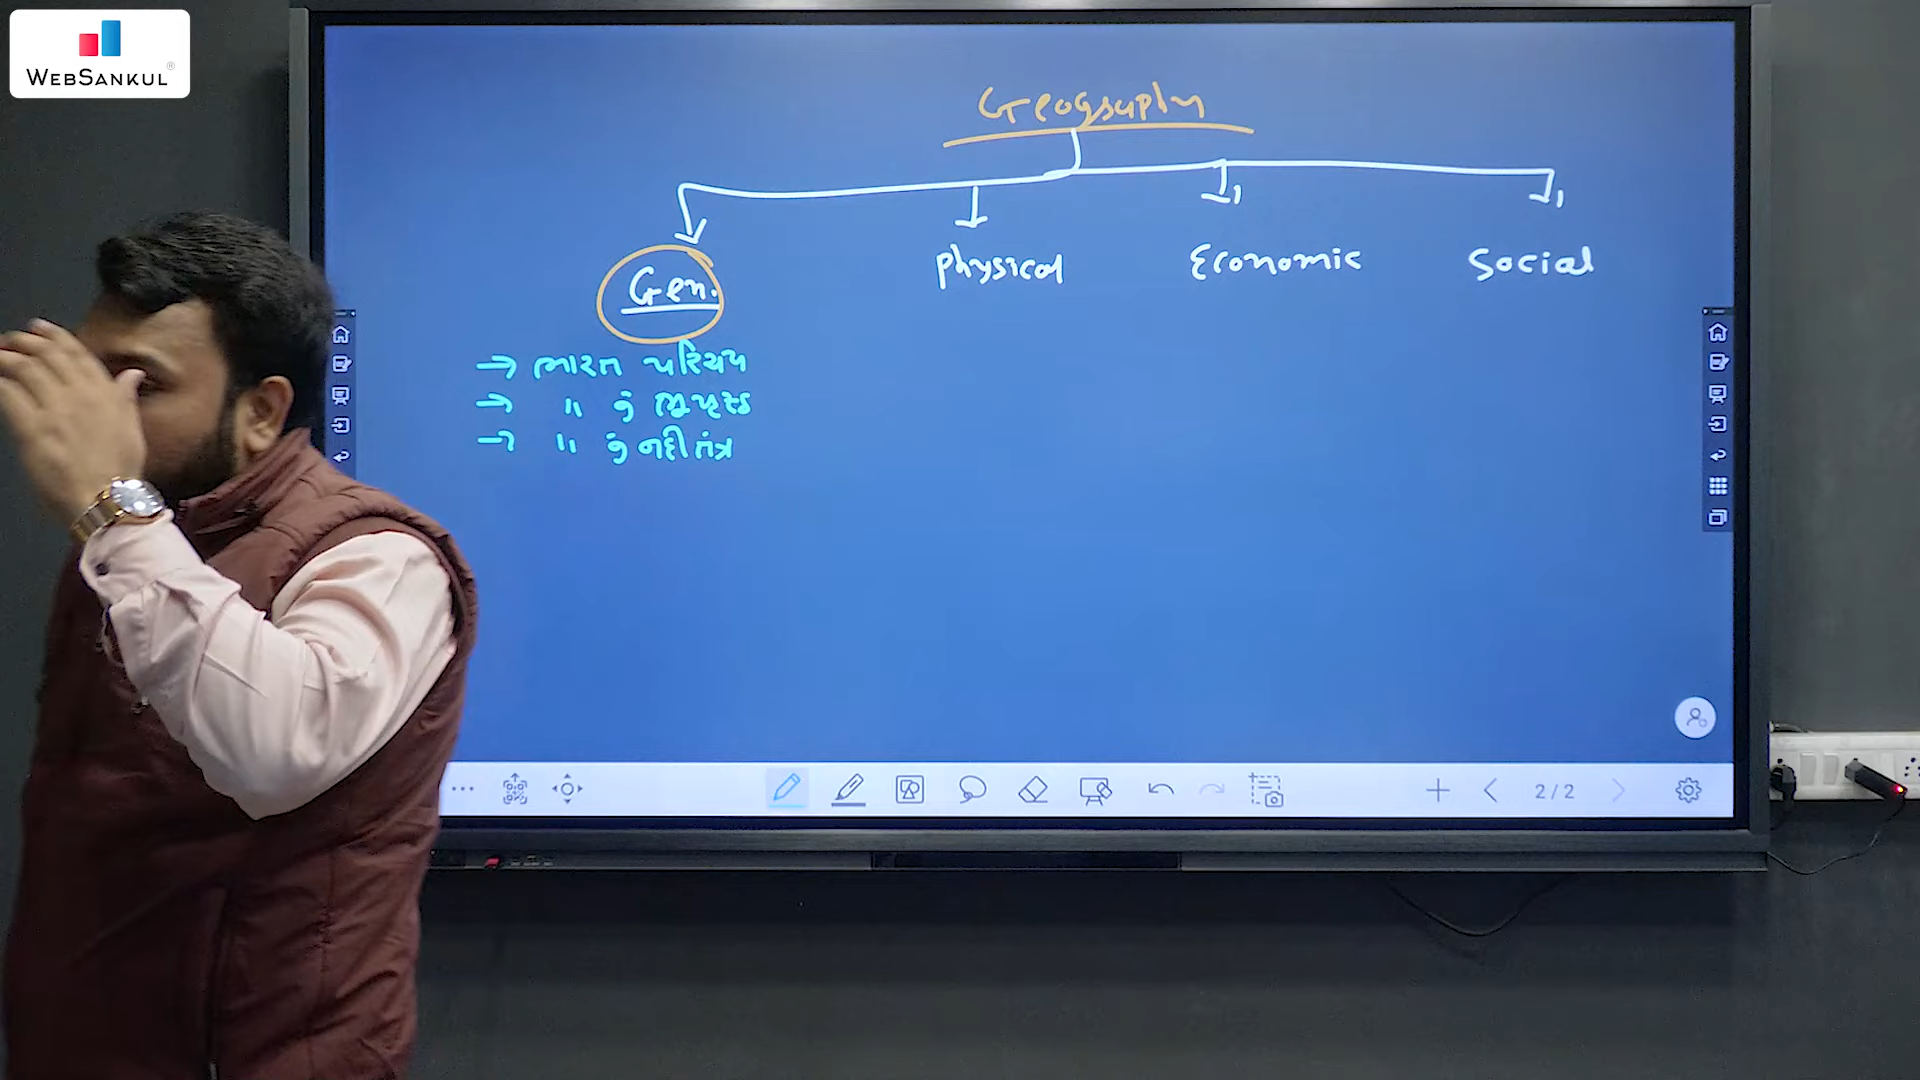 WEBSANKUL
Geography
Gen. Physical Economic Social
→ ભારત પરિચય
→ " નું ભૂપૃષ્ઠ
→ " નું નદીતંત્ર
2/2